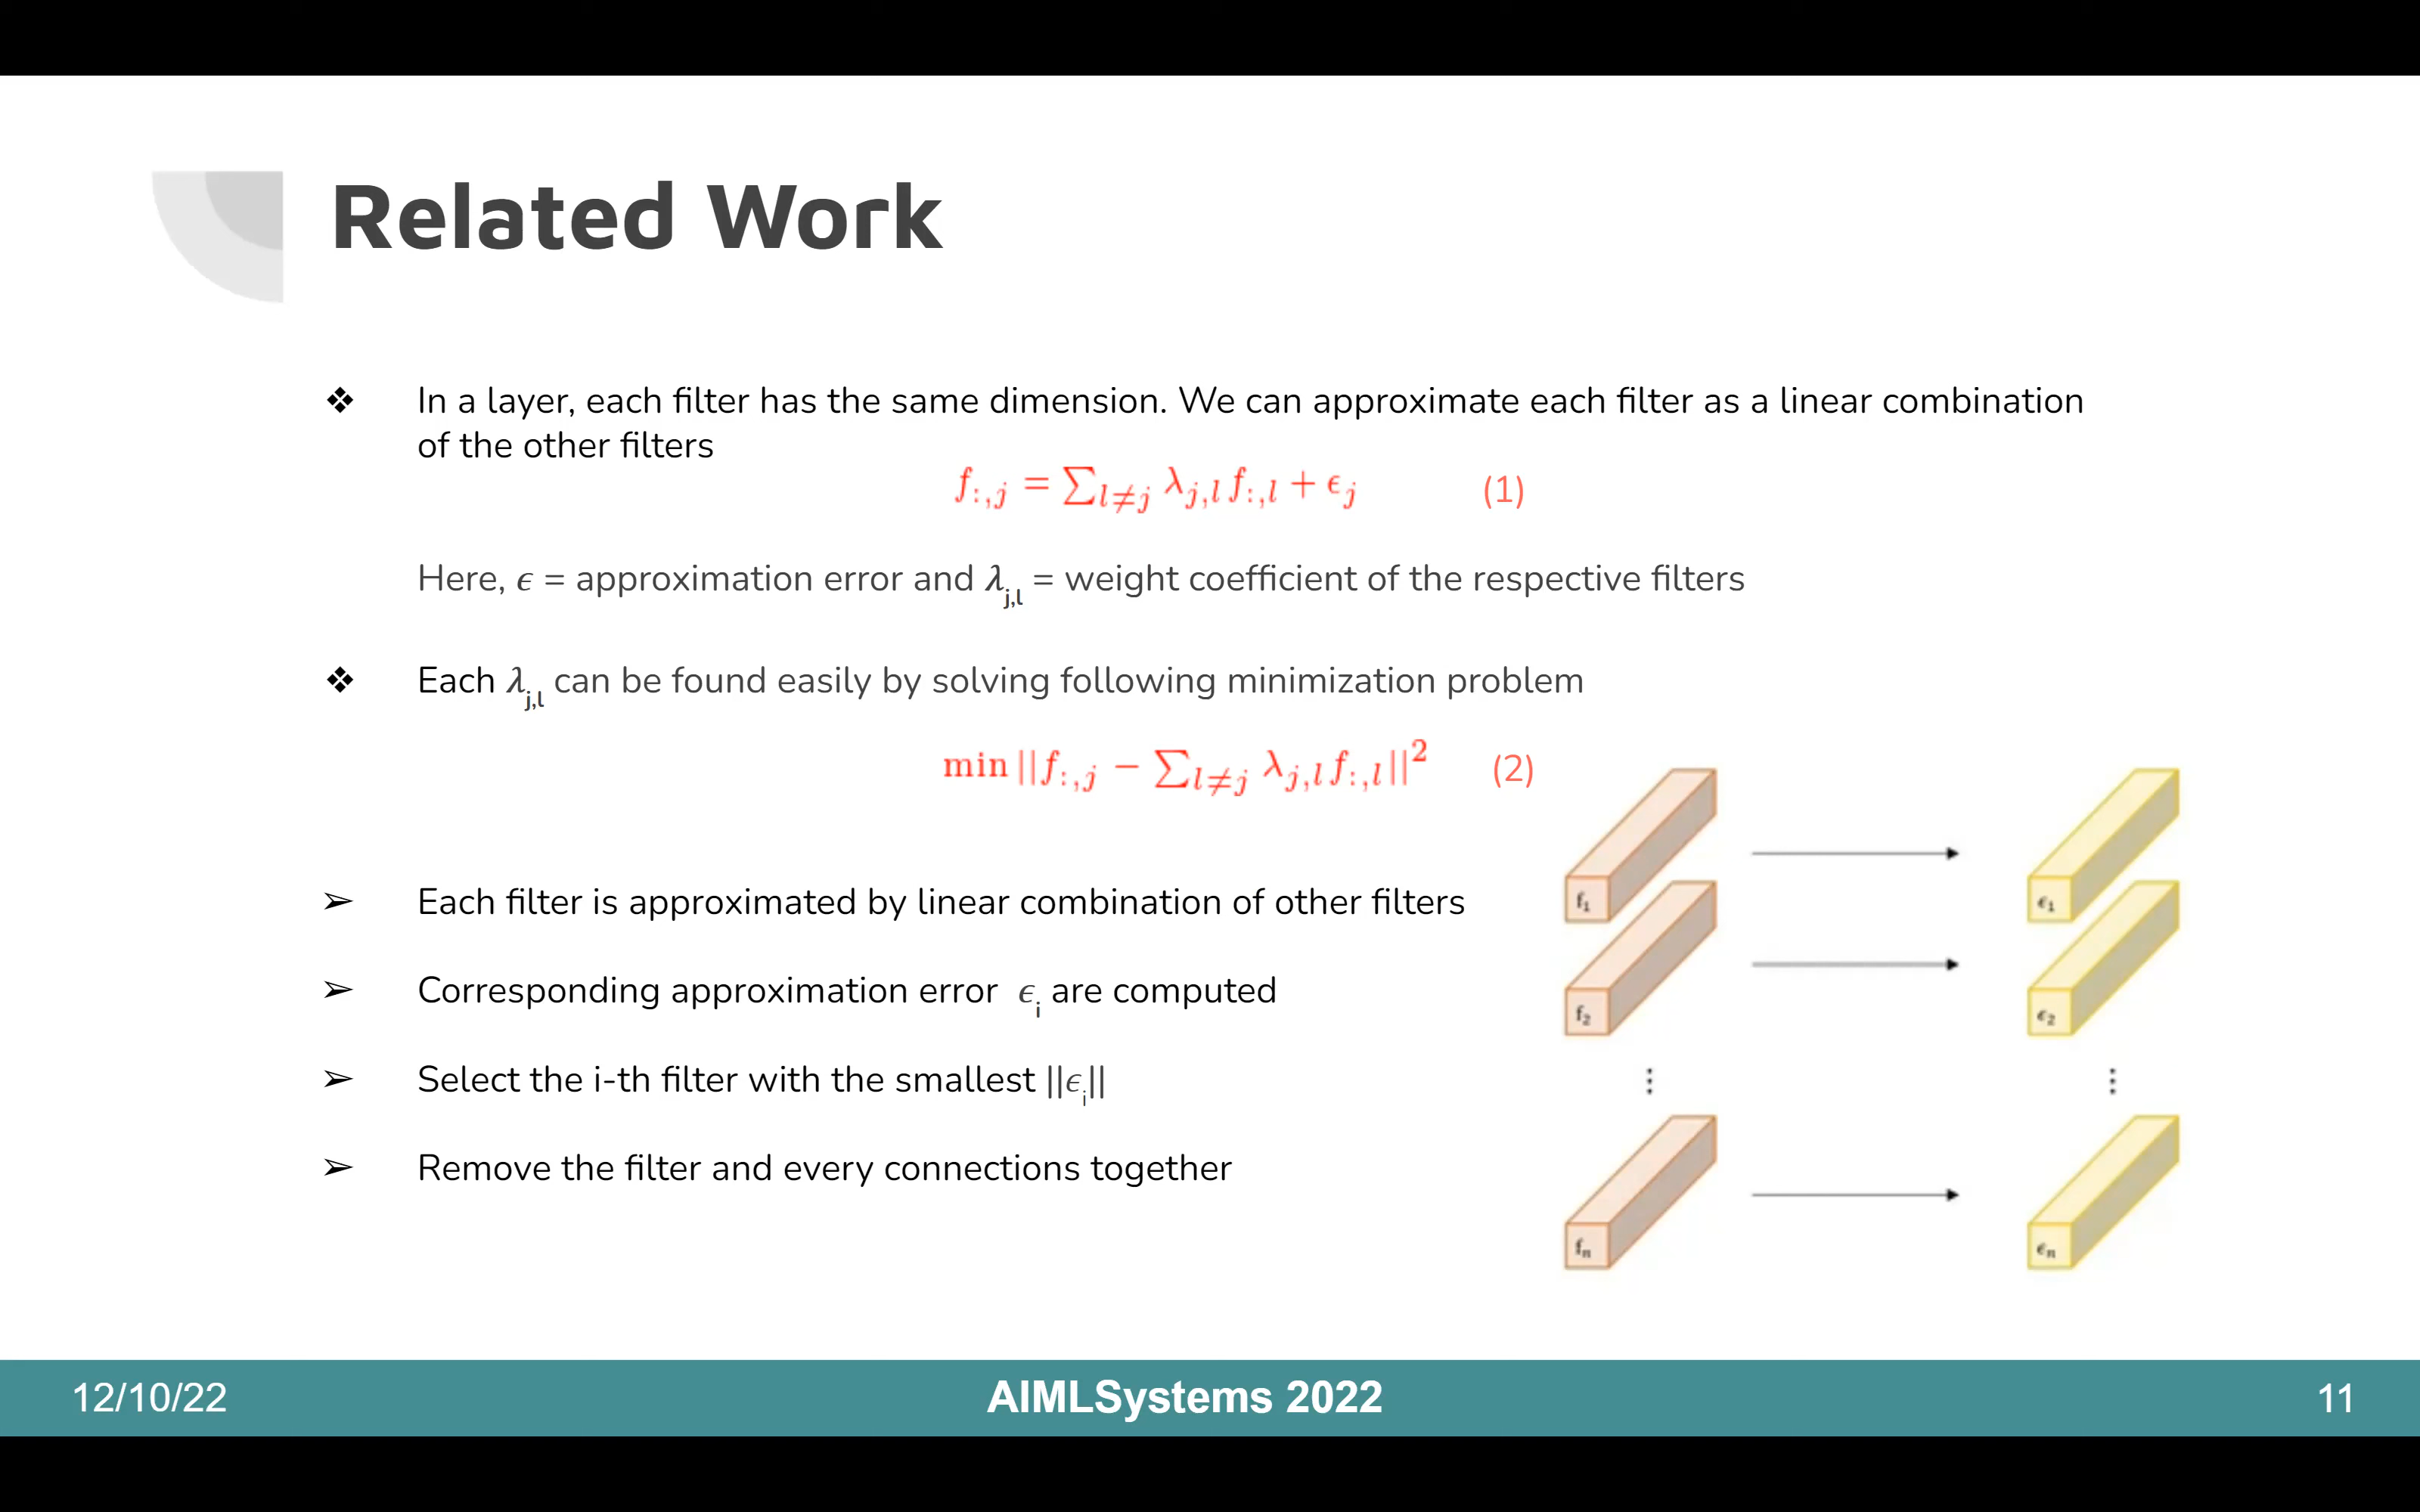 Related Work
❖ In a layer, each filter has the same dimension. We can approximate each filter as a linear combination
of the other filters
f:,j = ∑l≠j λj,l f:,l + ϵj (1)
Here, ϵ = approximation error and λj,l = weight coefficient of the respective filters
❖ Each λj,l can be found easily by solving following minimization problem
min ||f:,j − ∑l≠j λj,l f:,l||² (2)
➢ Each filter is approximated by linear combination of other filters
➢ Corresponding approximation error ϵi are computed
➢ Select the i-th filter with the smallest ||ϵi||
➢ Remove the filter and every connections together
f1 ϵ1
f2 ϵ2
⋮ ⋮
fn ϵn
12/10/22 AIMLSystems 2022 11